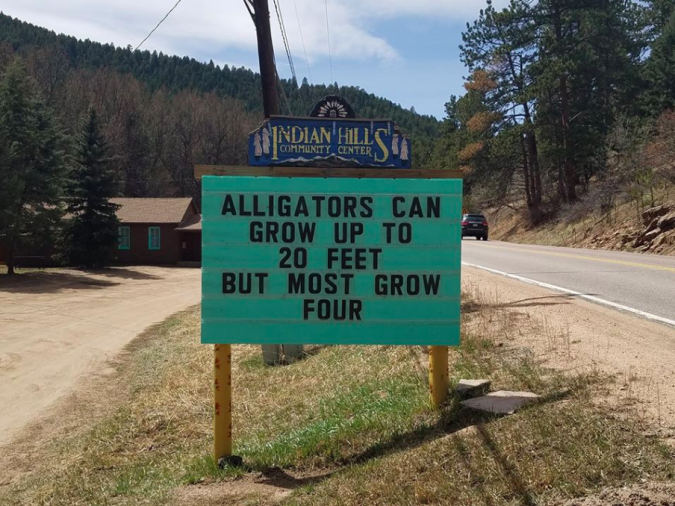 INDIAN HILLS
COMMUNITY CENTER
ALLIGATORS CAN
GROW UP TO
20 FEET
BUT MOST GROW
FOUR